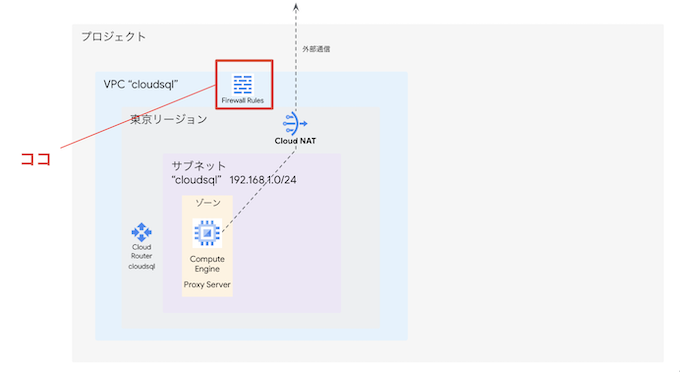 プロジェクト
外部通信
VPC “cloudsql”
Firewall Rules
東京リージョン
Cloud NAT
ココ
サブネット
“cloudsql” 192.168.1.0/24
ゾーン
Cloud
Router
cloudsql
Compute
Engine
Proxy Server